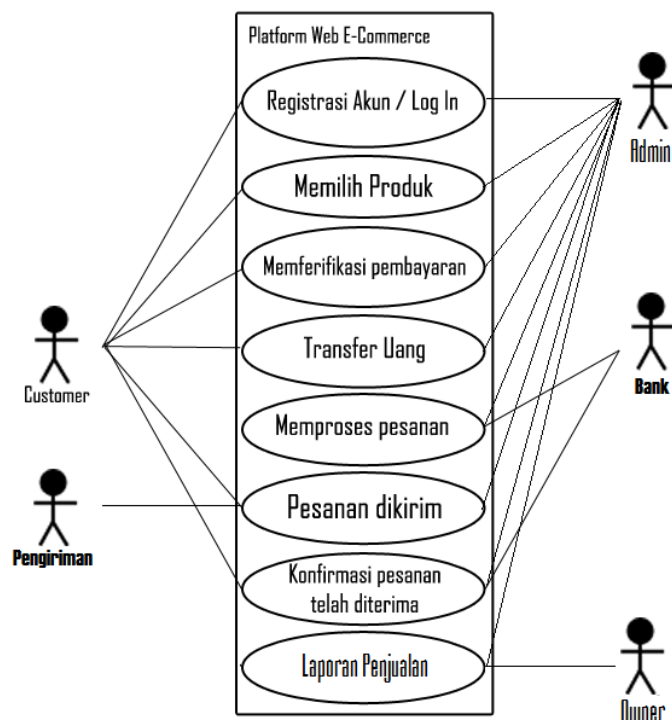 Platform Web E-Commerce
Registrasi Akun / Log In
Admin
Memilih Produk
Memferifikasi pembayaran
Customer
Transfer Uang
Bank
Memproses pesanan
Pengiriman
Pesanan dikirim
Konfirmasi pesanan
telah diterima
Laporan Penjualan
Owner